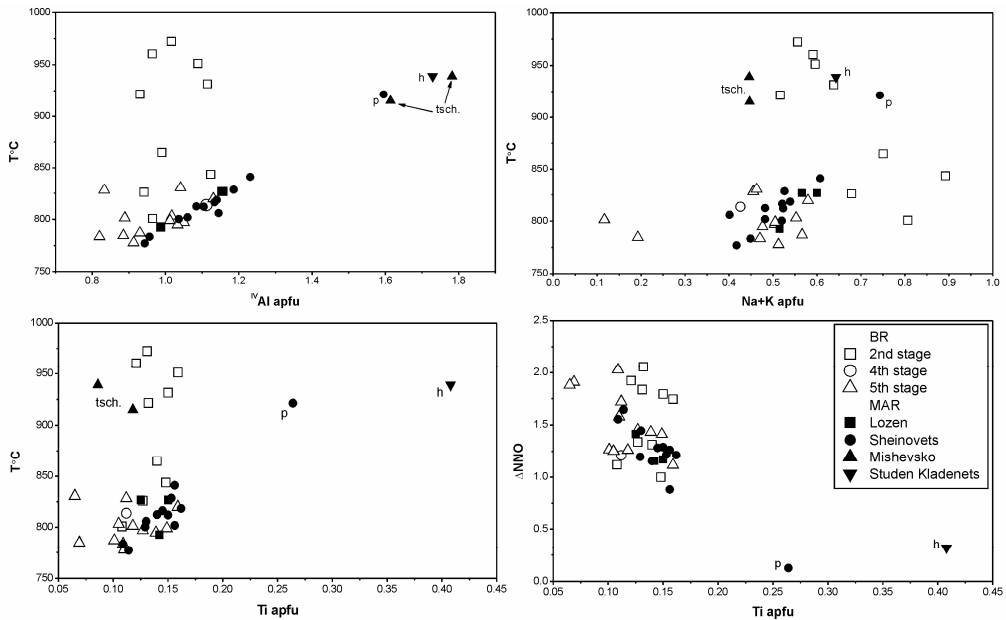 1000
950
900
850
800
750
T°C
0.8 1.0 1.2 1.4 1.6 1.8
IVAl apfu
h
p
tsch.
1000
950
900
850
800
750
T°C
0.0 0.1 0.2 0.3 0.4 0.5 0.6 0.7 0.8 0.9 1.0
Na+K apfu
tsch.
h
p
1000
950
900
850
800
750
T°C
0.05 0.10 0.15 0.20 0.25 0.30 0.35 0.40 0.45
Ti apfu
tsch.
p
h
2.5
2.0
1.5
1.0
0.5
0.0
ΔNNO
0.05 0.10 0.15 0.20 0.25 0.30 0.35 0.40 0.45
Ti apfu
p
h
BR
2nd stage
4th stage
5th stage
MAR
Lozen
Sheinovets
Mishevsko
Studen Kladenets